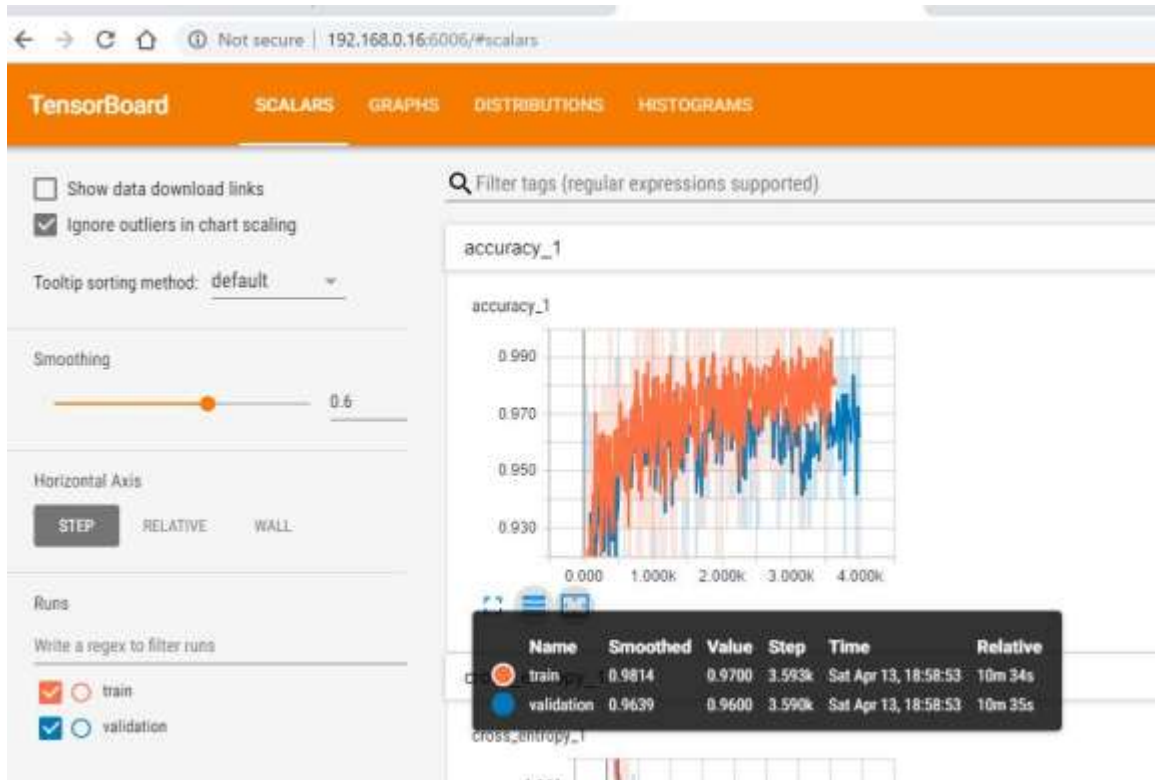 Not secure | 192.168.0.16:6006/#scalars
TensorBoard SCALARS GRAPHS DISTRIBUTIONS HISTOGRAMS
Show data download links
Ignore outliers in chart scaling
Tooltip sorting method: default
Smoothing
0.6
Horizontal Axis
STEP RELATIVE WALL
Runs
Write a regex to filter runs
train
validation
Filter tags (regular expressions supported)
accuracy_1
accuracy_1
0.990
0.970
0.950
0.930
0.000 1.000k 2.000k 3.000k 4.000k
Name Smoothed Value Step Time Relative
train 0.9814 0.9700 3.593k Sat Apr 13, 18:58:53 10m 34s
validation 0.9639 0.9600 3.590k Sat Apr 13, 18:58:53 10m 35s
cross_entropy_1